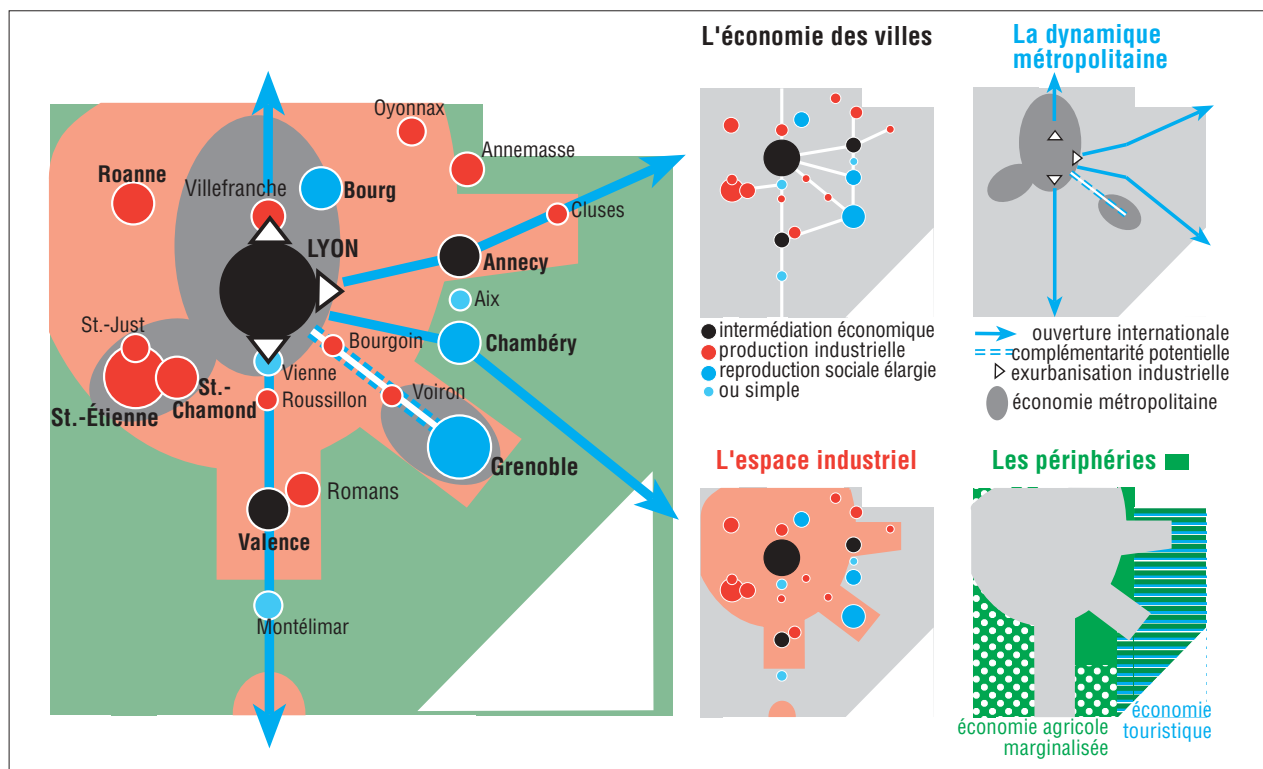 Oyonnax
Annemasse
Roanne
Villefranche
Bourg
Cluses
LYON
Annecy
Aix
St.-Just
Bourgoin
Chambéry
Vienne
St.-
Chamond
Roussillon
Voiron
St.-Étienne
Grenoble
Romans
Valence
Montélimar
L'économie des villes
intermédiation économique
production industrielle
reproduction sociale élargie
ou simple
La dynamique
métropolitaine
ouverture internationale
complémentarité potentielle
exurbanisation industrielle
économie métropolitaine
L'espace industriel
Les périphéries
économie agricole
marginalisée
économie
touristique